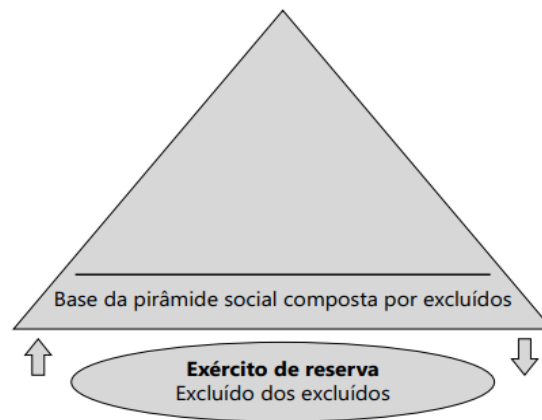 Base da pirâmide social composta por excluídos
Exército de reserva
Excluído dos excluídos